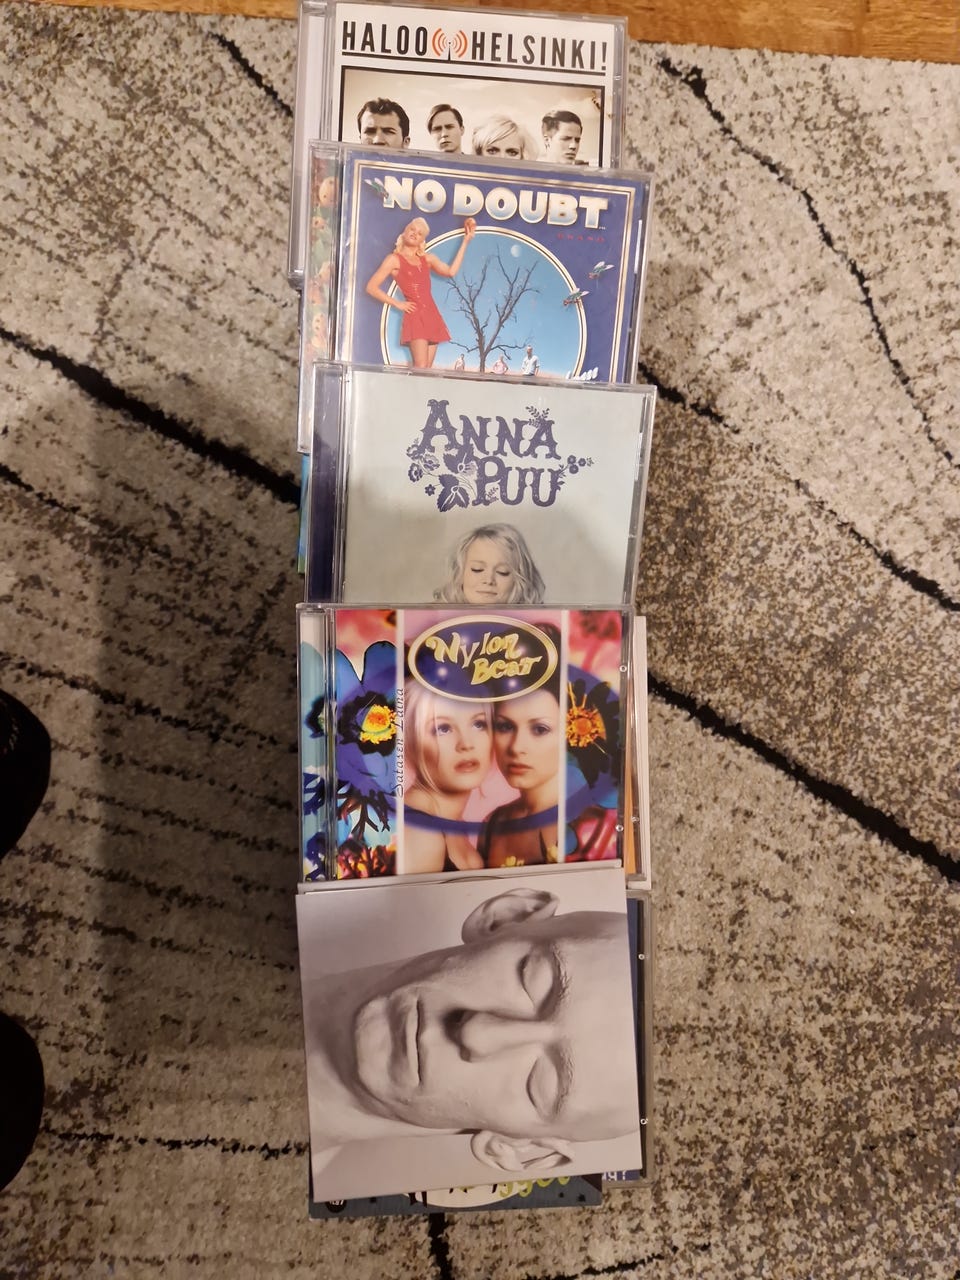 HALOO HELSINKI!
NO DOUBT
ANNA
PUU
Nylon
Beat
Satasen Laina